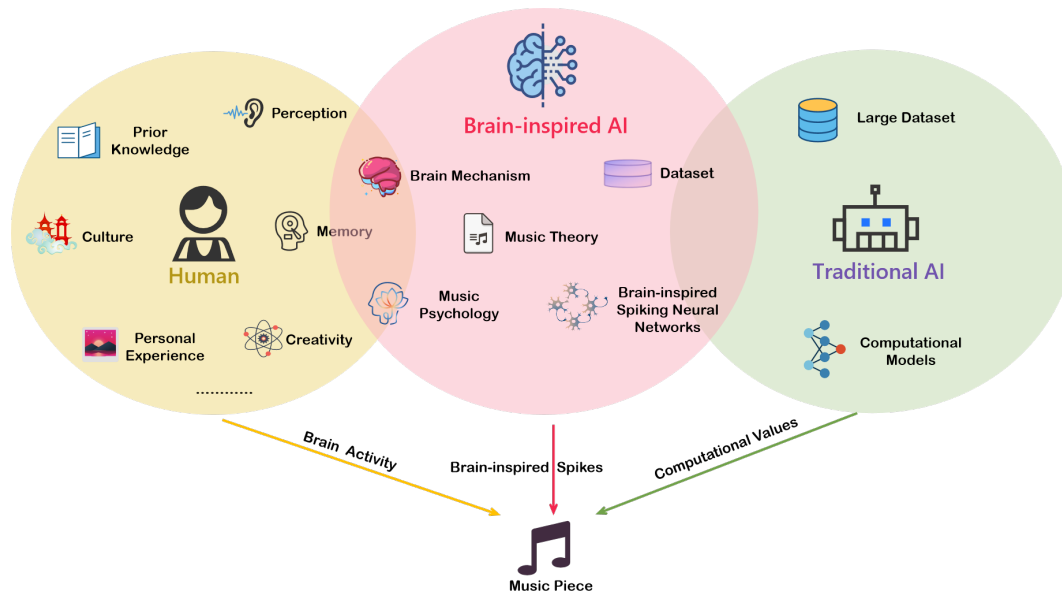 Brain-inspired AI
Perception
Prior
Knowledge
Culture
Human
Memory
Personal
Experience
Creativity
............
Brain Mechanism
Dataset
Music Theory
Music
Psychology
Brain-inspired
Spiking Neural
Networks
Large Dataset
Traditional AI
Computational
Models
Brain Activity
Brain-inspired Spikes
Computational Values
Music Piece